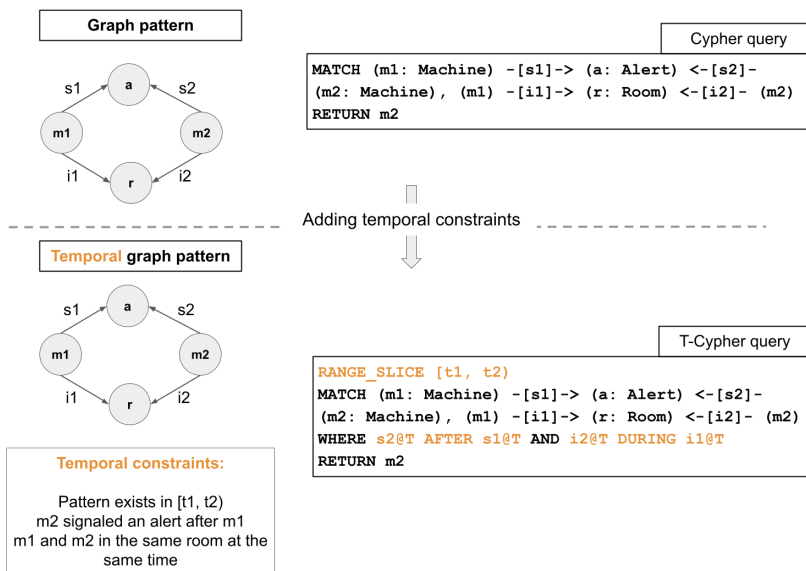 Graph pattern
s1
a
s2
m1
m2
i1
r
i2
Cypher query
MATCH (m1: Machine) -[s1]-> (a: Alert) <-[s2]-
(m2: Machine), (m1) -[i1]-> (r: Room) <-[i2]- (m2)
RETURN m2
Adding temporal constraints
Temporal graph pattern
s1
a
s2
m1
m2
i1
r
i2
Temporal constraints:
Pattern exists in [t1, t2)
m2 signaled an alert after m1
m1 and m2 in the same room at the
same time
T-Cypher query
RANGE_SLICE [t1, t2)
MATCH (m1: Machine) -[s1]-> (a: Alert) <-[s2]-
(m2: Machine), (m1) -[i1]-> (r: Room) <-[i2]- (m2)
WHERE s2@T AFTER s1@T AND i2@T DURING i1@T
RETURN m2